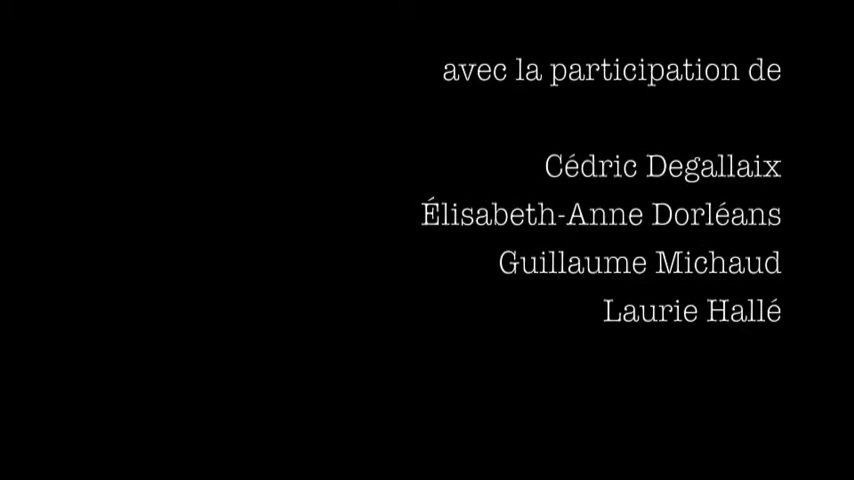 avec la participation de
Cédric Degallaix
Élisabeth-Anne Dorléans
Guillaume Michaud
Laurie Hallé